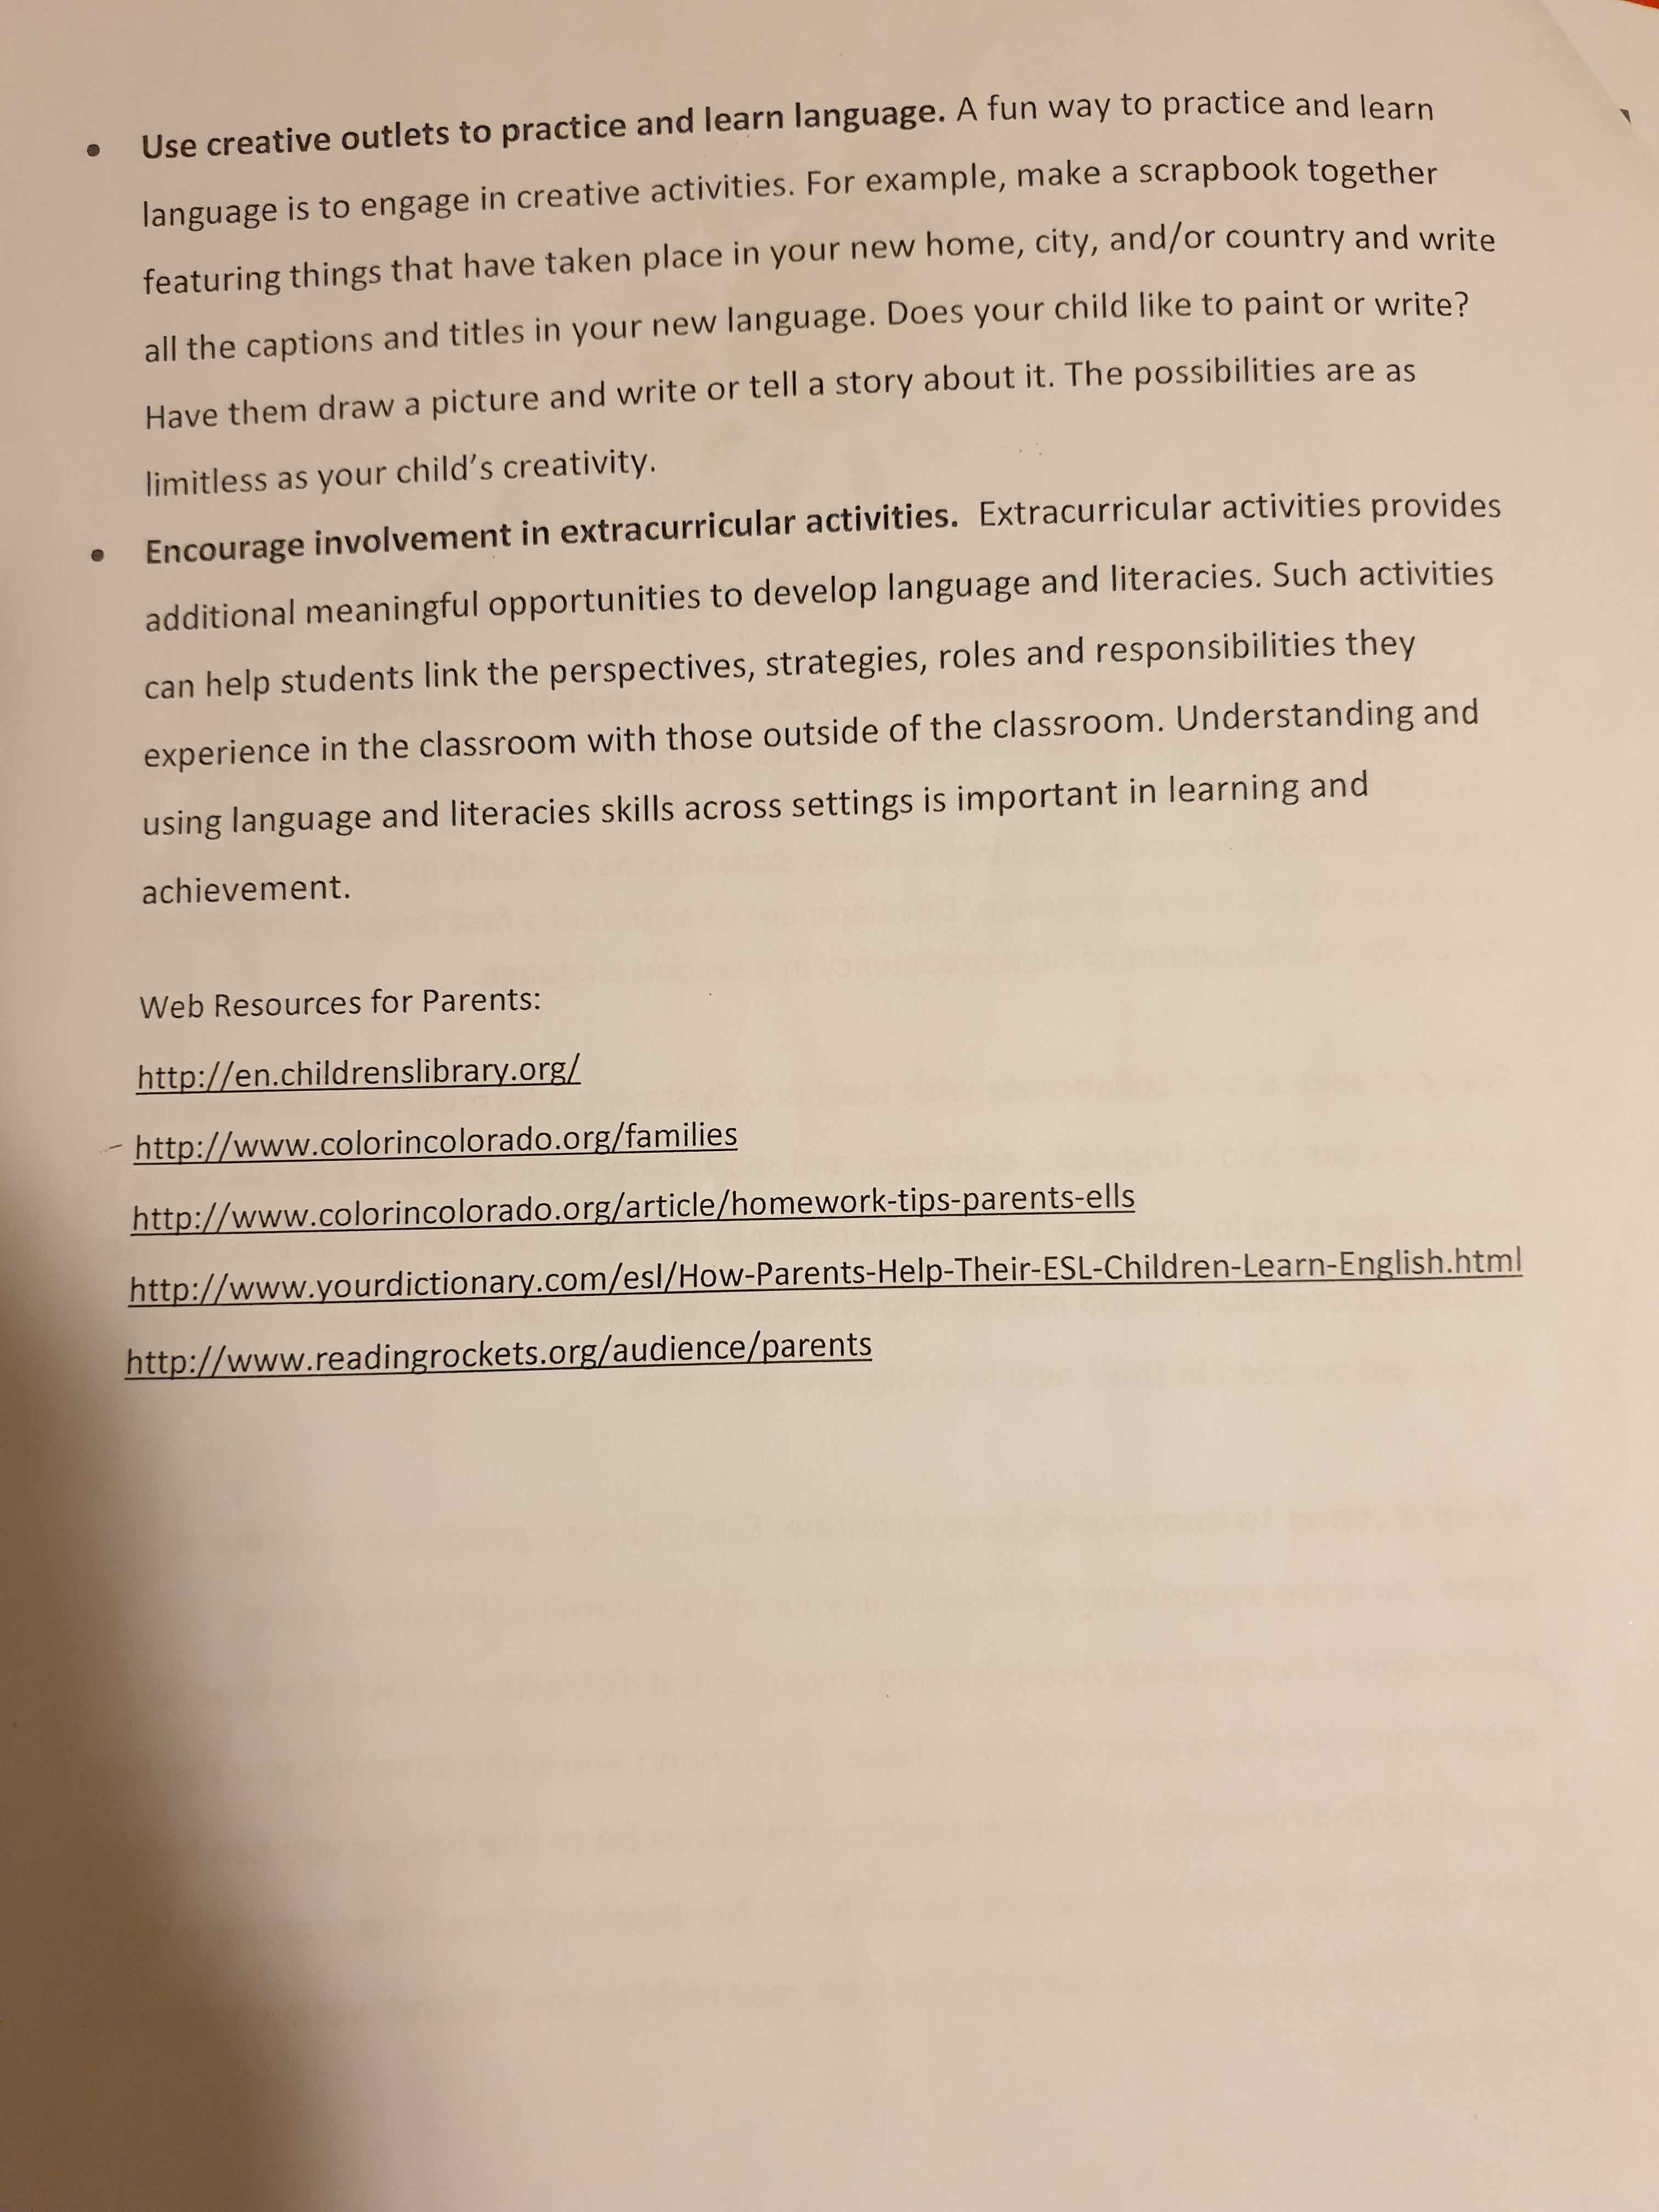 • Use creative outlets to practice and learn language. A fun way to practice and learn
language is to engage in creative activities. For example, make a scrapbook together
featuring things that have taken place in your new home, city, and/or country and write
all the captions and titles in your new language. Does your child like to paint or write?
Have them draw a picture and write or tell a story about it. The possibilities are as
limitless as your child’s creativity.
• Encourage involvement in extracurricular activities. Extracurricular activities provides
additional meaningful opportunities to develop language and literacies. Such activities
can help students link the perspectives, strategies, roles and responsibilities they
experience in the classroom with those outside of the classroom. Understanding and
using language and literacies skills across settings is important in learning and
achievement.
Web Resources for Parents:
http://en.childrenslibrary.org/
http://www.colorincolorado.org/families
http://www.colorincolorado.org/article/homework-tips-parents-ells
http://www.yourdictionary.com/esl/How-Parents-Help-Their-ESL-Children-Learn-English.html
http://www.readingrockets.org/audience/parents